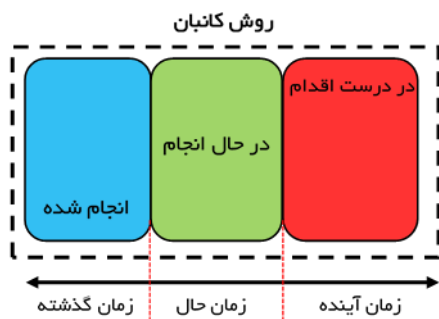 روش کانبان
در درست اقدام
در حال انجام
انجام شده
زمان آینده
زمان حال
زمان گذشته